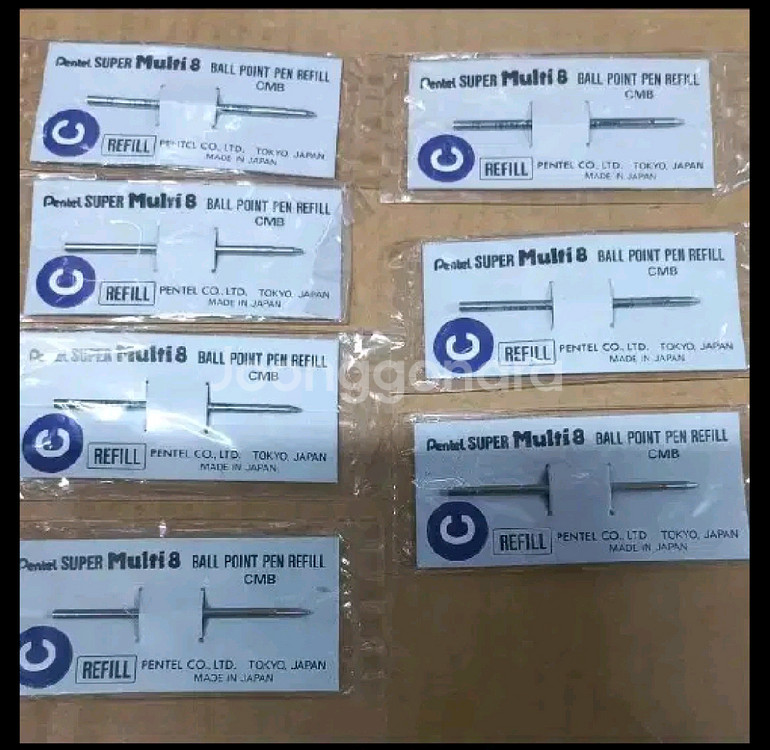 Pentel SUPER Multi 8 BALL POINT PEN REFILL
CMB
C
REFILL PENTEL CO., LTD. TOKYO, JAPAN
MADE IN JAPAN
Pentel SUPER Multi 8 BALL POINT PEN REFILL
CMB
C
REFILL PENTEL CO., LTD. TOKYO, JAPAN
MADE IN JAPAN
Pentel SUPER Multi 8 BALL POINT PEN REFILL
CMB
C
REFILL PENTEL CO., LTD. TOKYO, JAPAN
MADE IN JAPAN
Pentel SUPER Multi 8 BALL POINT PEN REFILL
CMB
C
REFILL PENTEL CO., LTD. TOKYO, JAPAN
MADE IN JAPAN
Pentel SUPER Multi 8 BALL POINT PEN REFILL
CMB
C
REFILL PENTEL CO., LTD. TOKYO, JAPAN
MADE IN JAPAN
Pentel SUPER Multi 8 BALL POINT PEN REFILL
CMB
C
REFILL PENTEL CO., LTD. TOKYO, JAPAN
MADE IN JAPAN
Pentel SUPER Multi 8 BALL POINT PEN REFILL
CMB
C
REFILL PENTEL CO., LTD TOKYO, JAPAN
MADE IN JAPAN
Joonggonara